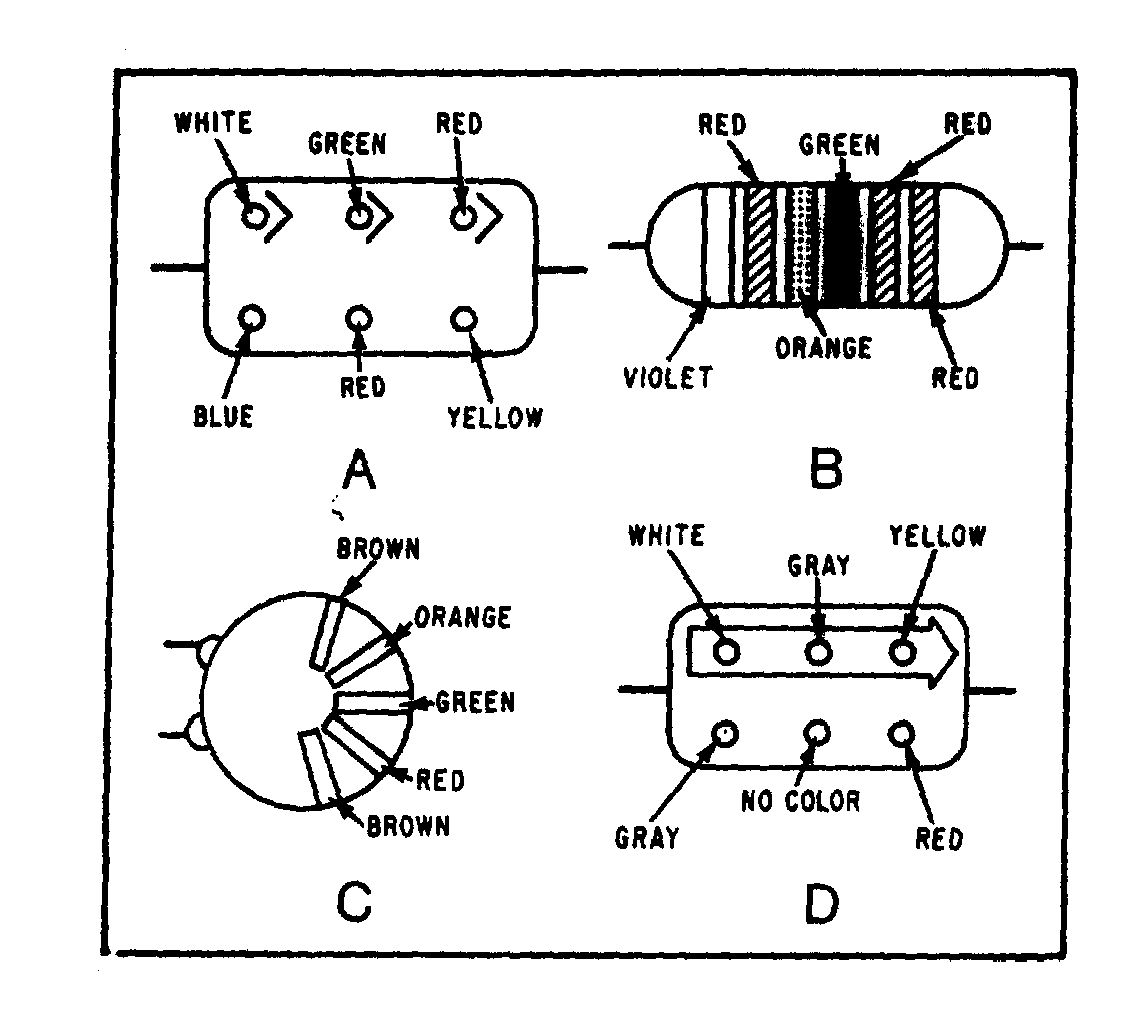 WHITE
GREEN
RED
BLUE
RED
YELLOW
A
RED
GREEN
RED
VIOLET
ORANGE
RED
B
BROWN
ORANGE
GREEN
RED
BROWN
C
WHITE
GRAY
YELLOW
GRAY
NO COLOR
RED
D